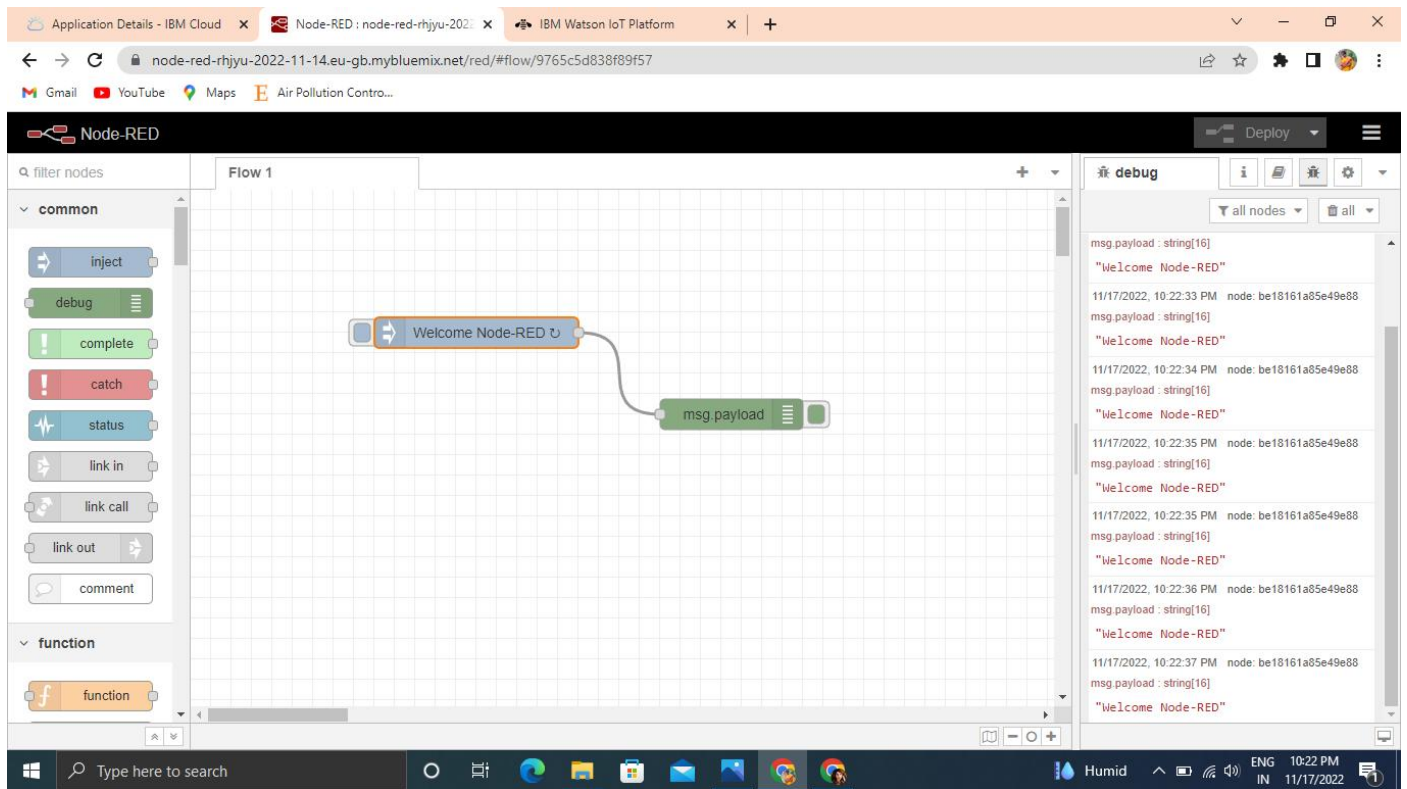 Application Details - IBM Cloud
Node-RED : node-red-rhjyu-202
IBM Watson IoT Platform
node-red-rhjyu-2022-11-14.eu-gb.mybluemix.net/red/#flow/9765c5d838f89f57
Gmail YouTube Maps E Air Pollution Contro...
Node-RED
Deploy
filter nodes
Flow 1
debug
i
common
all nodes
all
inject
debug
complete
catch
status
link in
link call
link out
comment
function
f function
Welcome Node-RED ↻
msg.payload
msg.payload : string[16]
"Welcome Node-RED"
11/17/2022, 10:22:33 PM node: be18161a85e49e88
msg.payload : string[16]
"Welcome Node-RED"
11/17/2022, 10:22:34 PM node: be18161a85e49e88
msg.payload : string[16]
"Welcome Node-RED"
11/17/2022, 10:22:35 PM node: be18161a85e49e88
msg.payload : string[16]
"Welcome Node-RED"
11/17/2022, 10:22:35 PM node: be18161a85e49e88
msg.payload : string[16]
"Welcome Node-RED"
11/17/2022, 10:22:36 PM node: be18161a85e49e88
msg.payload : string[16]
"Welcome Node-RED"
11/17/2022, 10:22:37 PM node: be18161a85e49e88
msg.payload : string[16]
"Welcome Node-RED"
Type here to search
Humid
ENG
IN
10:22 PM
11/17/2022
1